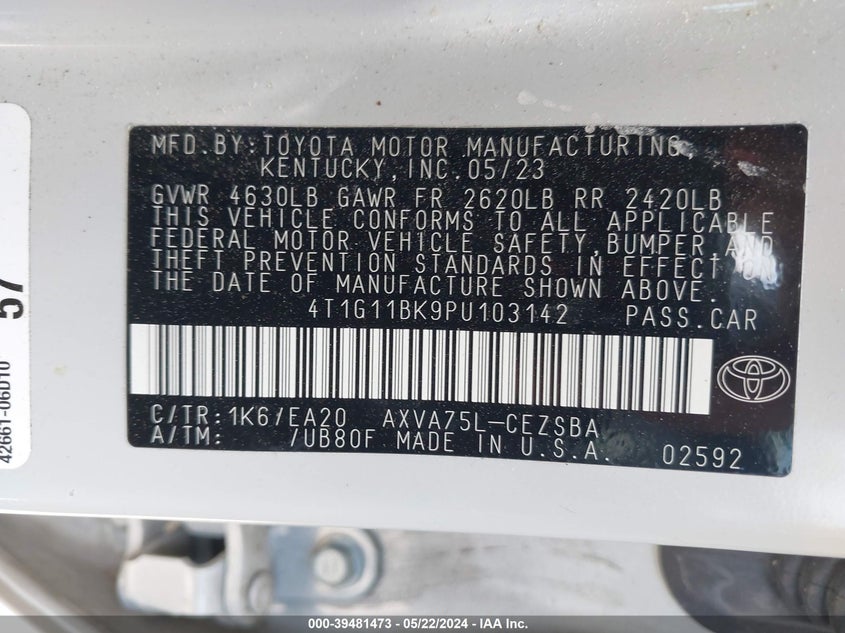 MFD.BY:TOYOTA MOTOR MANUFACTURING,
KENTUCKY,INC.05/23
GVWR 4630LB GAWR FR 2620LB RR 2420LB
THIS VEHICLE CONFORMS TO ALL APPLICABLE
FEDERAL MOTOR VEHICLE SAFETY,BUMPER AND
THEFT PREVENTION STANDARDS IN EFFECT ON
THE DATE OF MANUFACTURE SHOWN ABOVE.
4T1G11BK9PU103142 PASS.CAR
C/TR:1K6/EA20 AXVA75L-CEZSBA
A/TM: /UB80F MADE IN U.S.A. 02592
57
42661-06D10
000-39481473 - 05/22/2024 - IAA Inc.